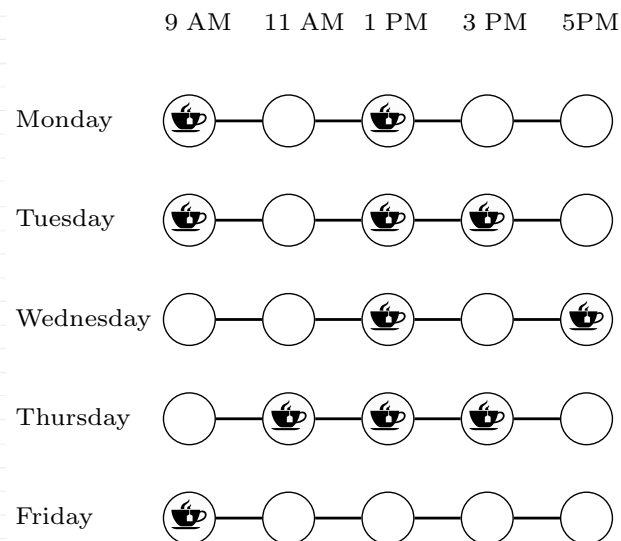 9 AM 11 AM 1 PM 3 PM 5PM
Monday
Tuesday
Wednesday
Thursday
Friday